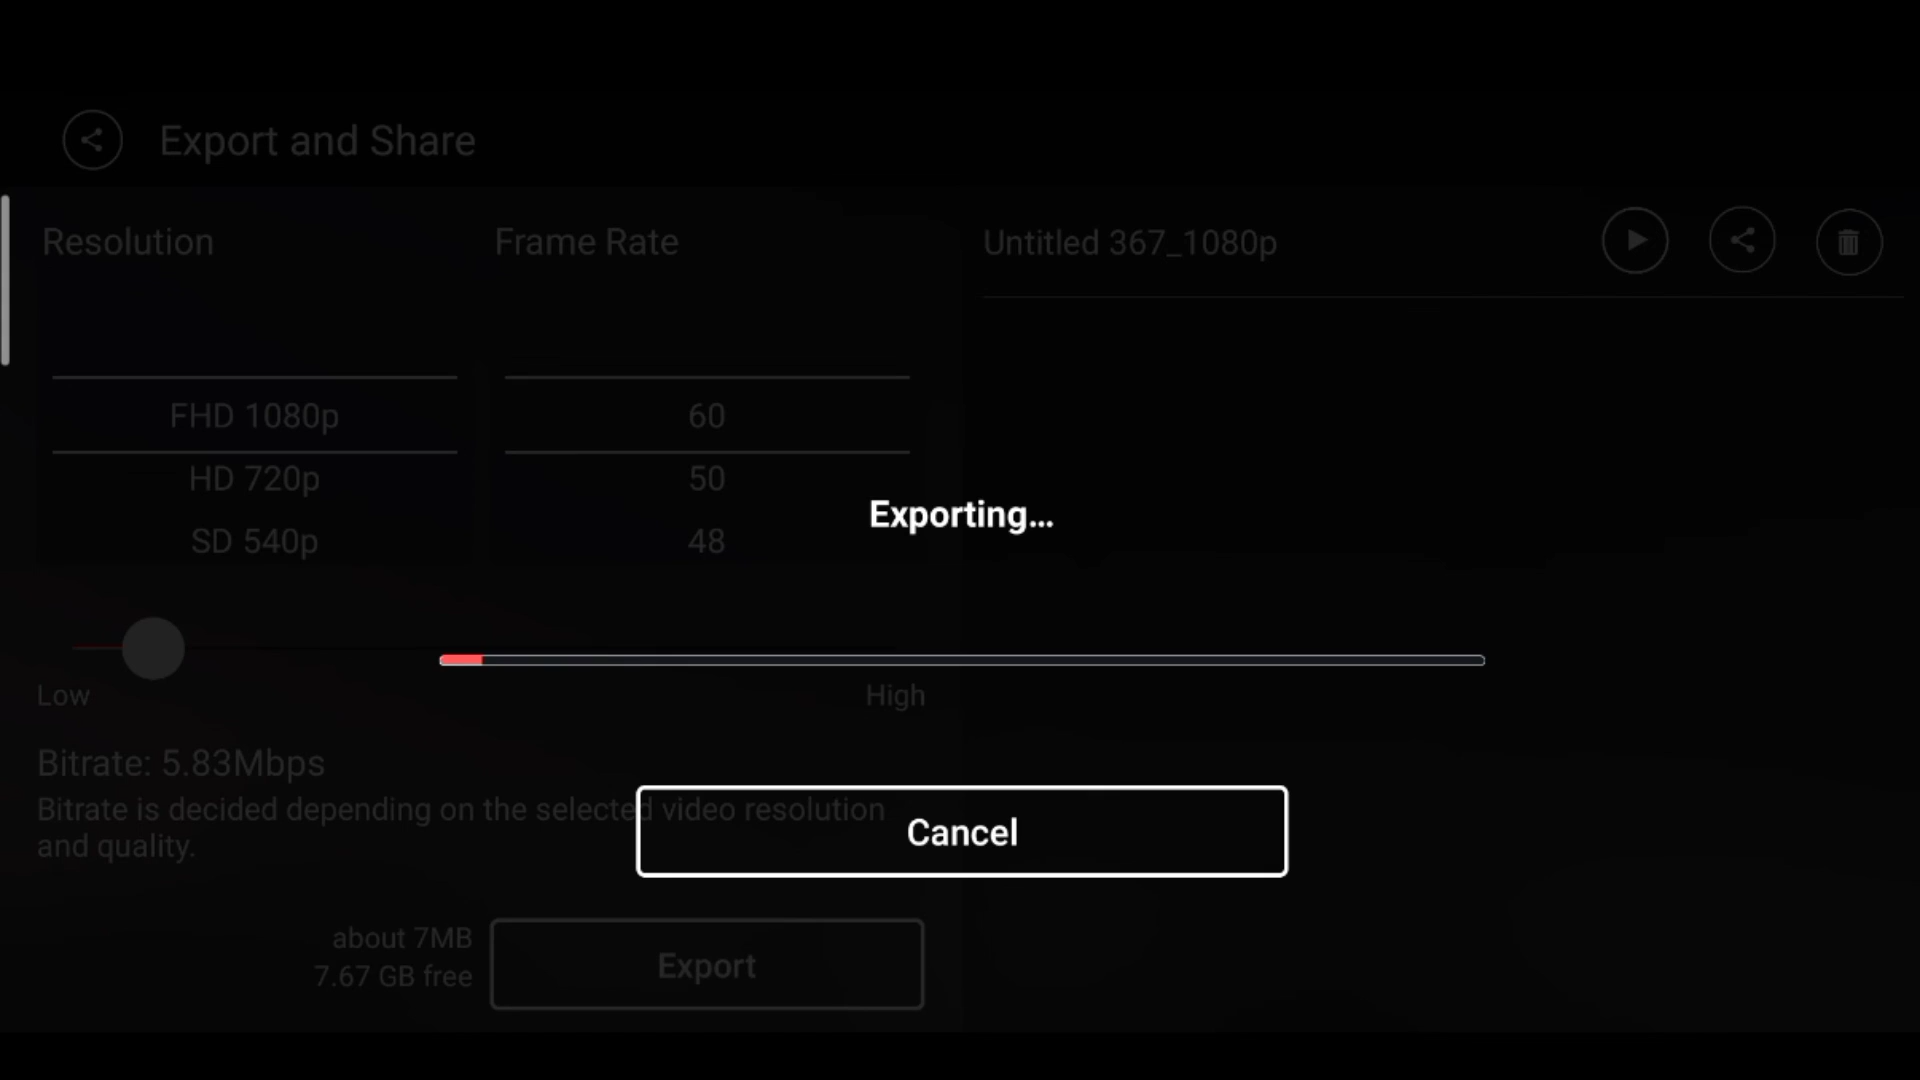 Export and Share
Resolution
Frame Rate
Untitled 367_1080p
FHD 1080p
60
HD 720p
50
SD 540p
48
Exporting...
Low
High
Bitrate: 5.83Mbps
Bitrate is decided depending on the selected video resolution
and quality.
Cancel
about 7MB
7.67 GB free
Export